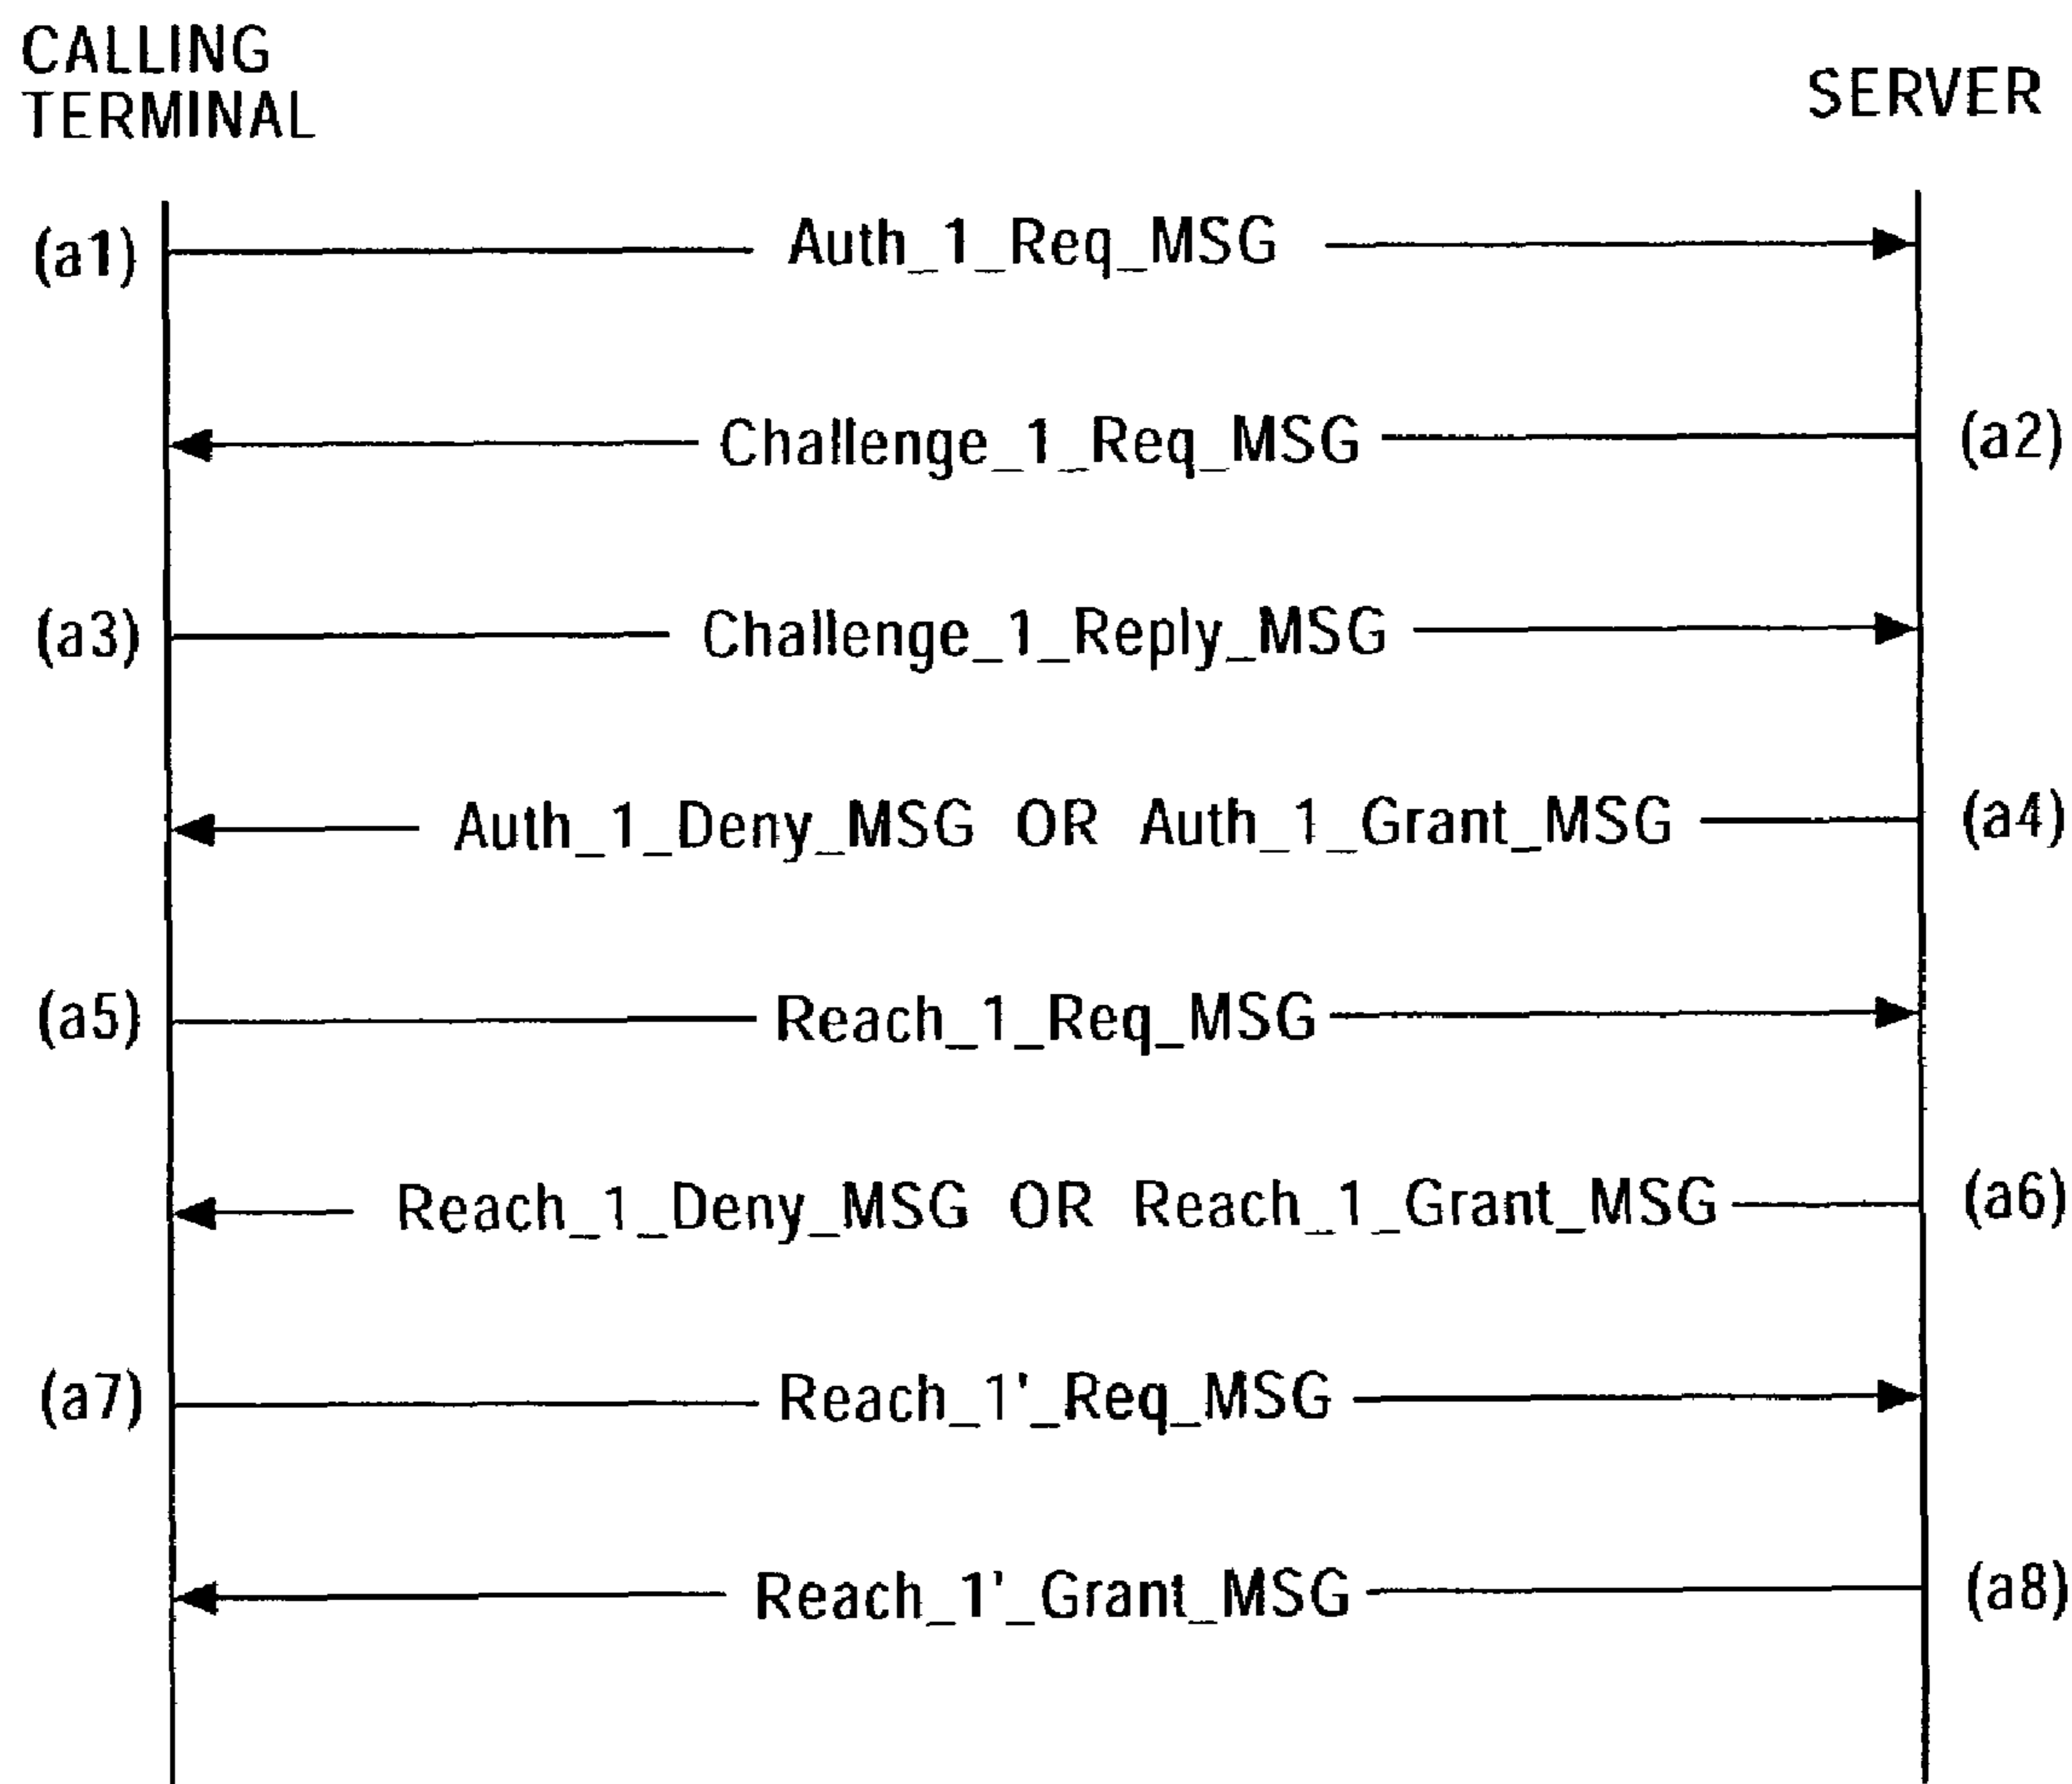 CALLING
TERMINAL
SERVER
(a1) Auth_1_Req_MSG
Challenge_1_Req_MSG (a2)
(a3) Challenge_1_Reply_MSG
Auth_1_Deny_MSG OR Auth_1_Grant_MSG (a4)
(a5) Reach_1_Req_MSG
Reach_1_Deny_MSG OR Reach_1_Grant_MSG (a6)
(a7) Reach_1'_Req_MSG
Reach_1'_Grant_MSG (a8)